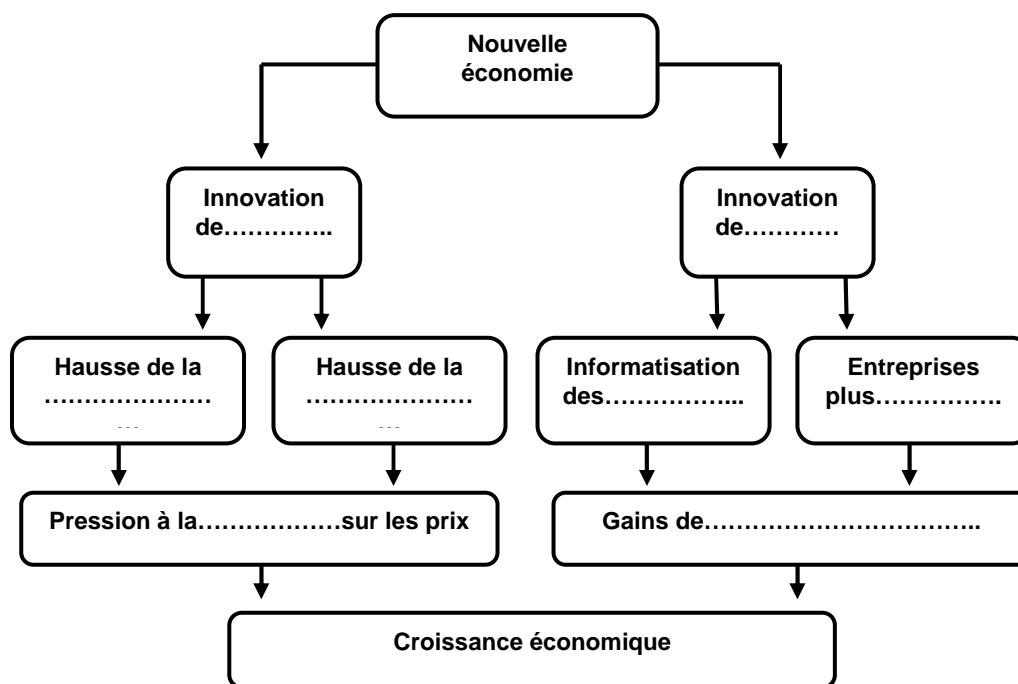 Nouvelle
économie
Innovation
de…………..
Innovation
de…………
Hausse de la
…………………
…
Hausse de la
…………………
…
Informatisation
des……………...
Entreprises
plus…………….
Pression à la………………sur les prix
Gains de……………………………..
Croissance économique